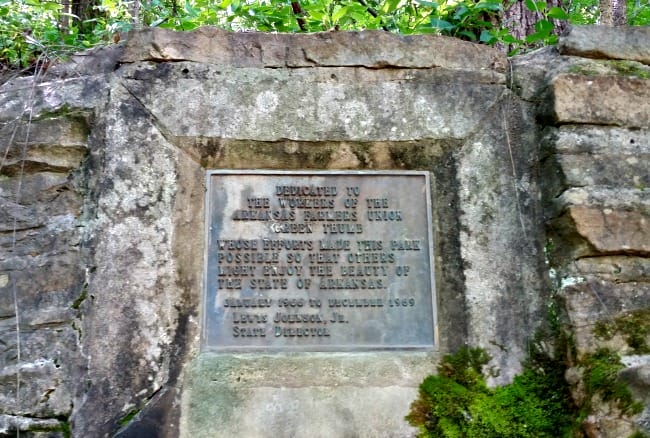 DEDICATED TO
THE WORKERS OF THE
ARKANSAS FARMERS UNION
GREEN THUMB
WHOSE EFFORTS MADE THIS PARK
POSSIBLE SO THAT OTHERS
MIGHT ENJOY THE BEAUTY OF
THE STATE OF ARKANSAS.
JANUARY 1966 TO DECEMBER 1969
LEWIS JOHNSON, JR.
STATE DIRECTOR